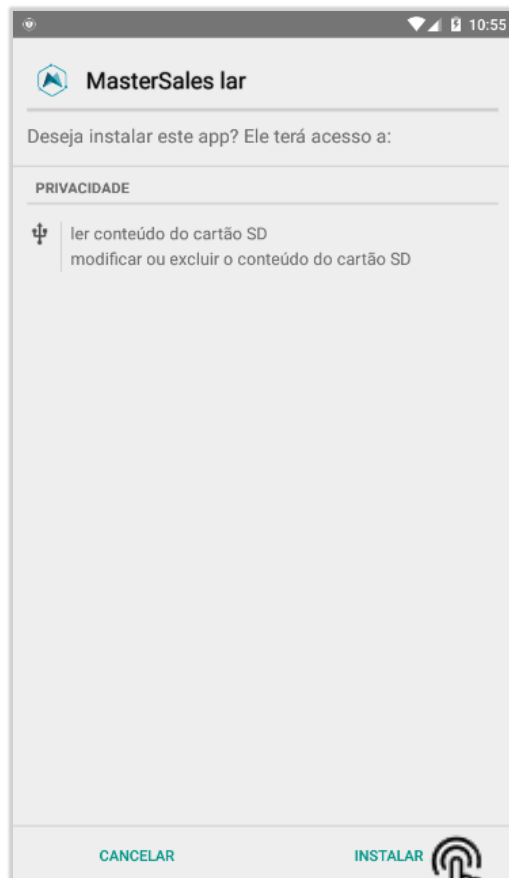 10:55
MasterSales lar
Deseja instalar este app? Ele terá acesso a:
PRIVACIDADE
ler conteúdo do cartão SD
modificar ou excluir o conteúdo do cartão SD
CANCELAR INSTALAR